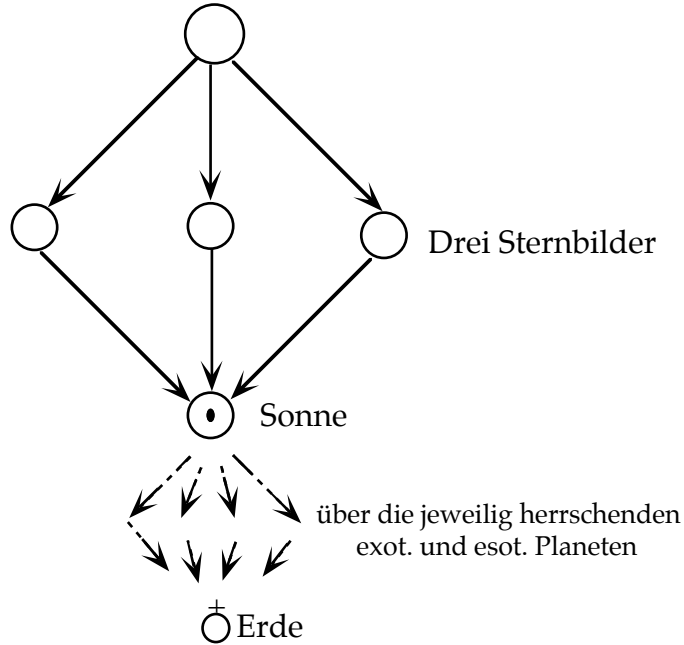 Drei Sternbilder
Sonne
über die jeweilig herrschenden
exot. und esot. Planeten
Erde